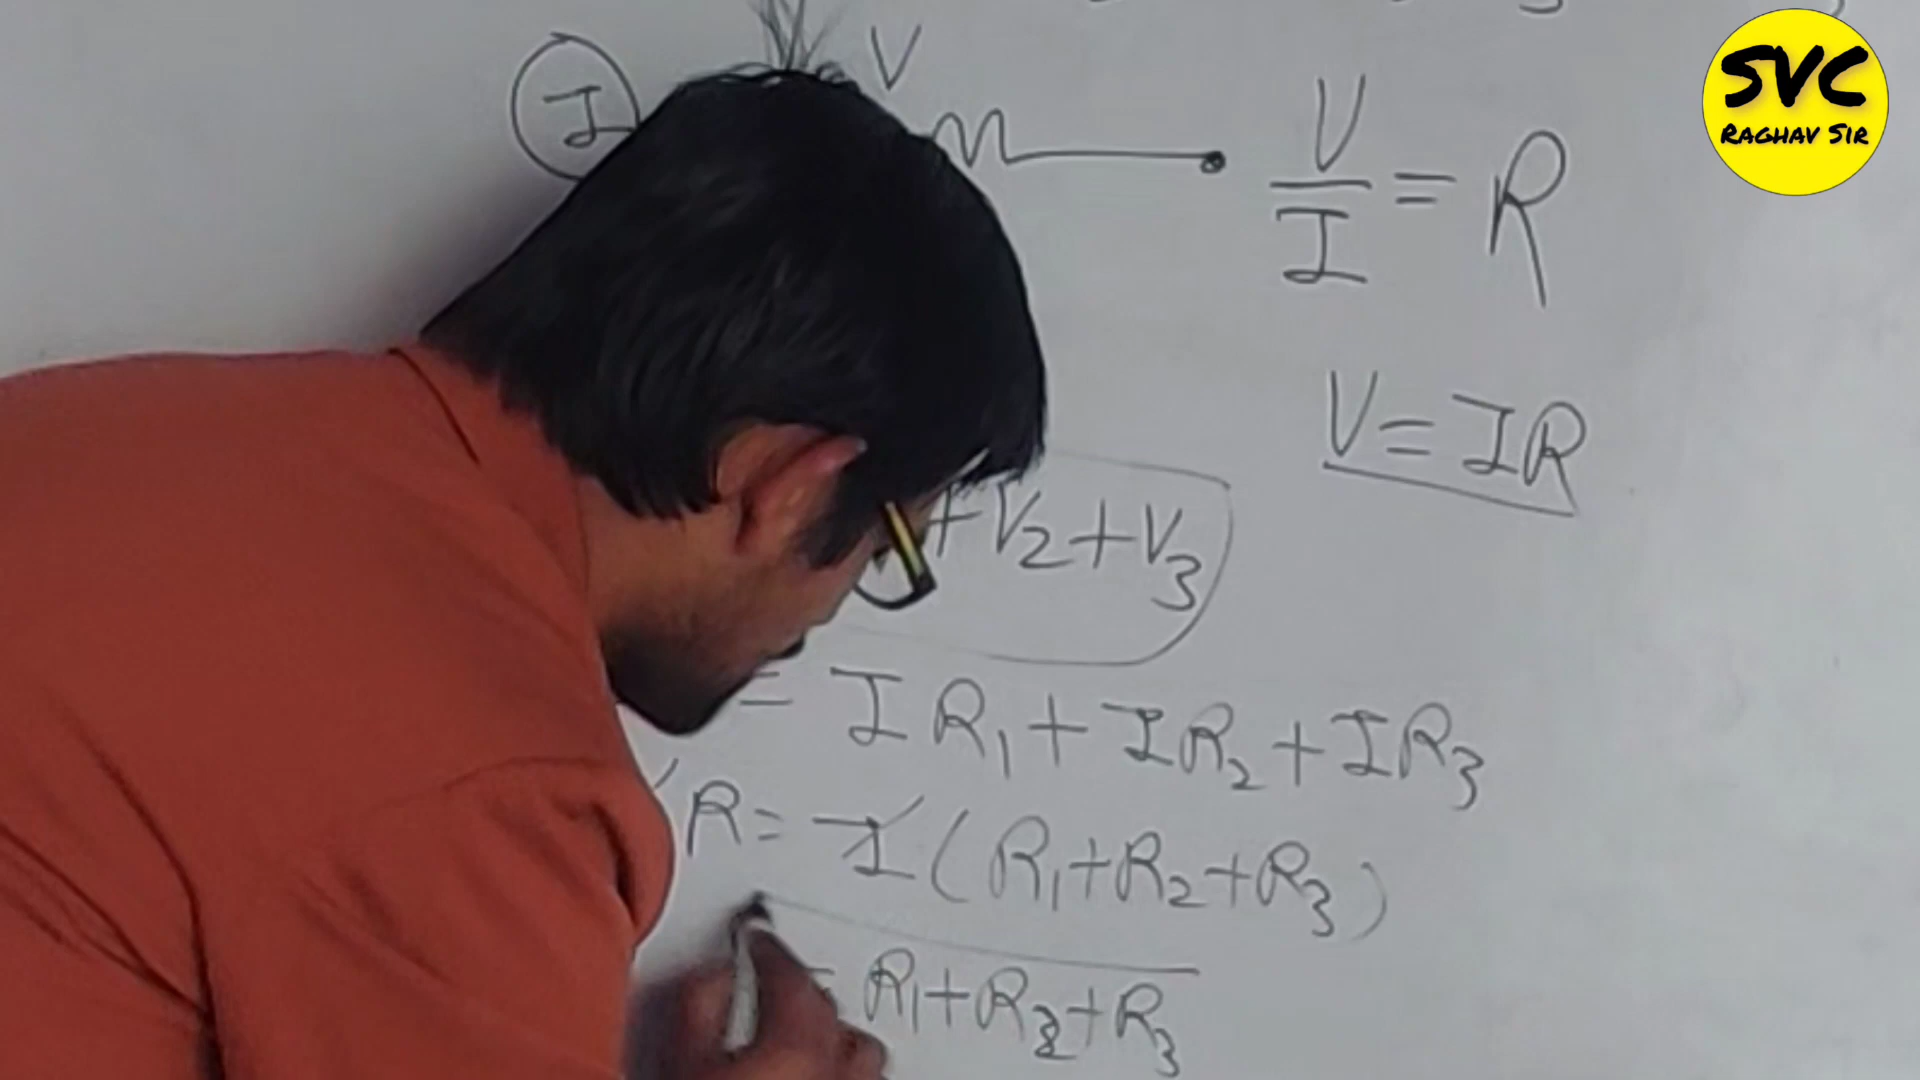 SVC
RAGHAV SIR
I
V
V/I = R
V = IR
+V₂+V₃
= IR₁ + IR₂ + IR₃
R = I(R₁+R₂+R₃)
= R₁+R₂+R₃